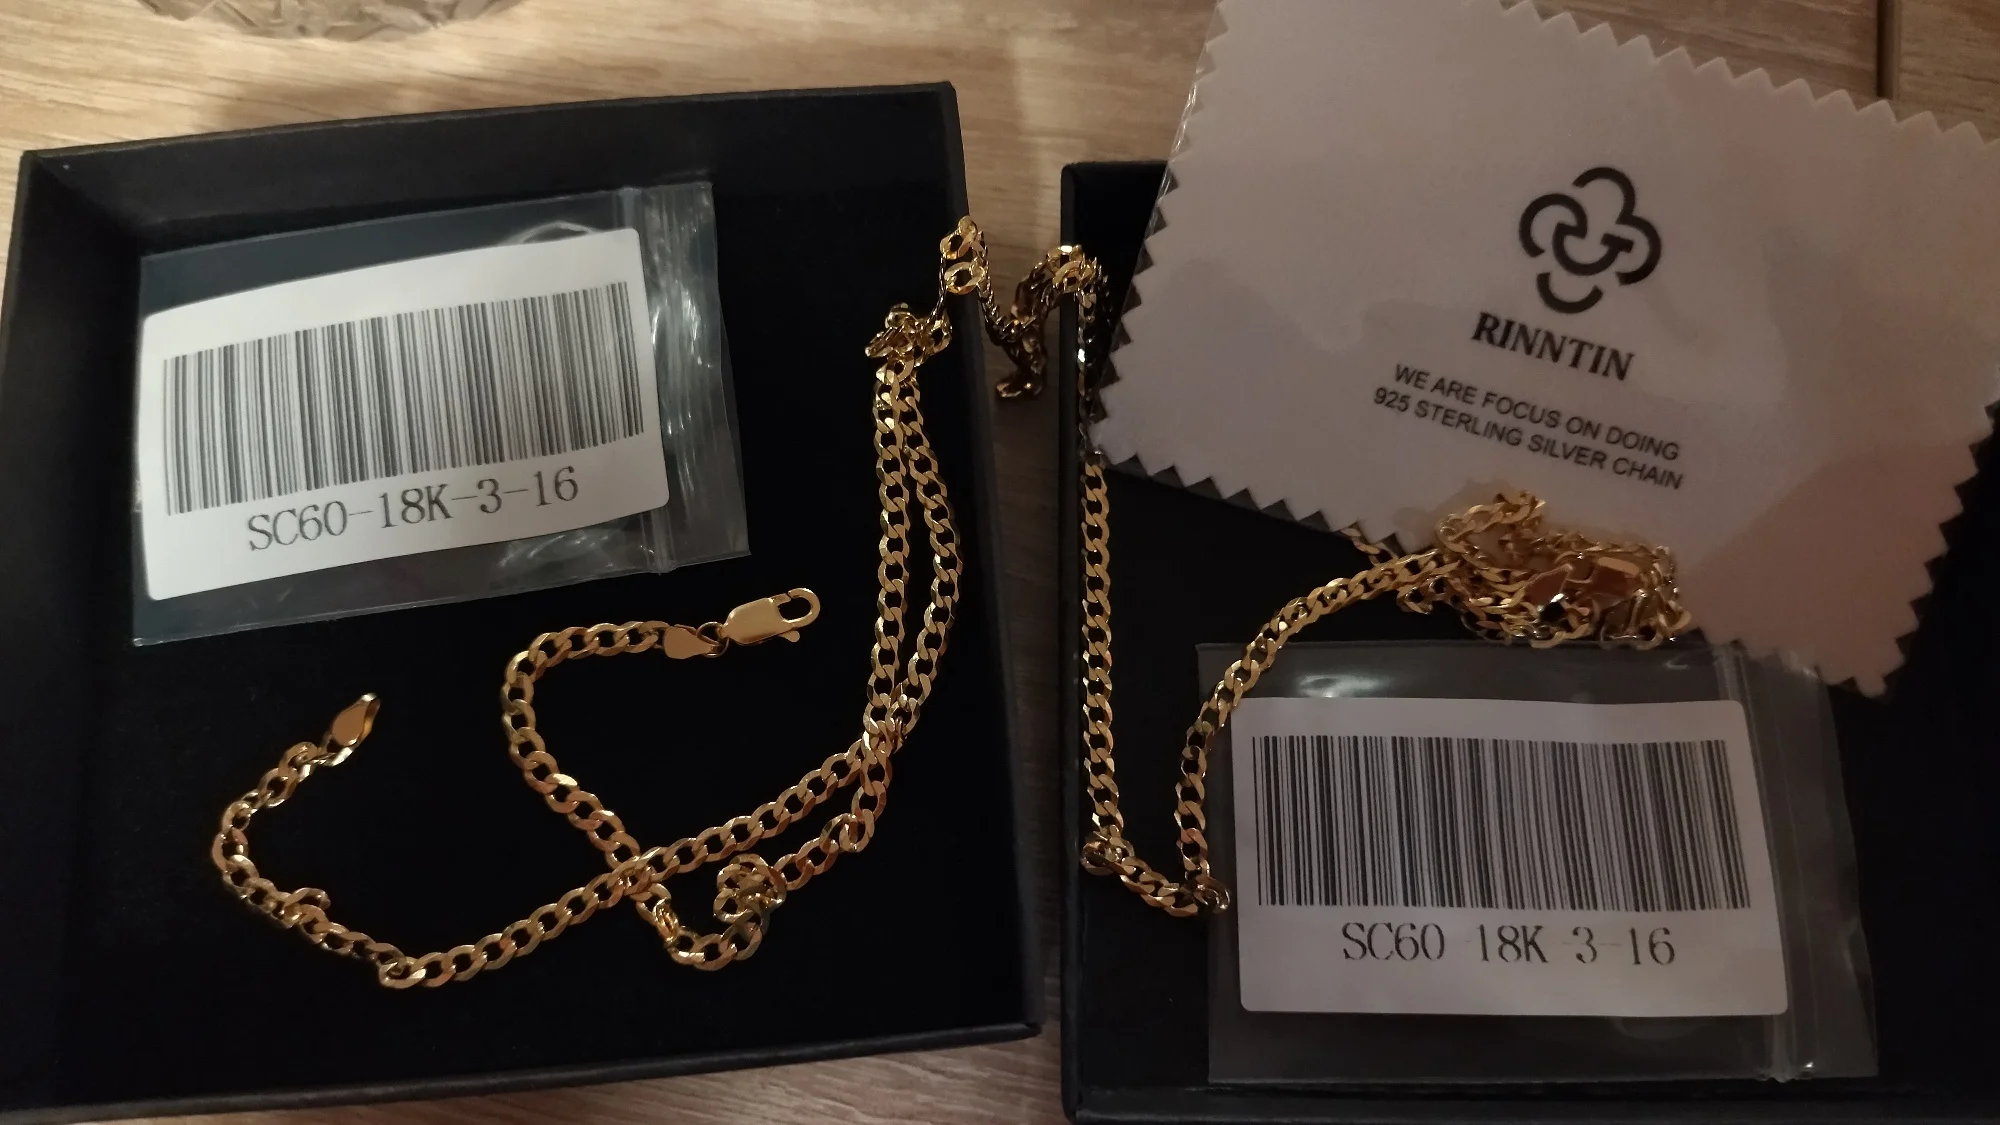 SC60-18K-3-16
RINNTIN
WE ARE FOCUS ON DOING
925 STERLING SILVER CHAIN
SC60 18K 3-16